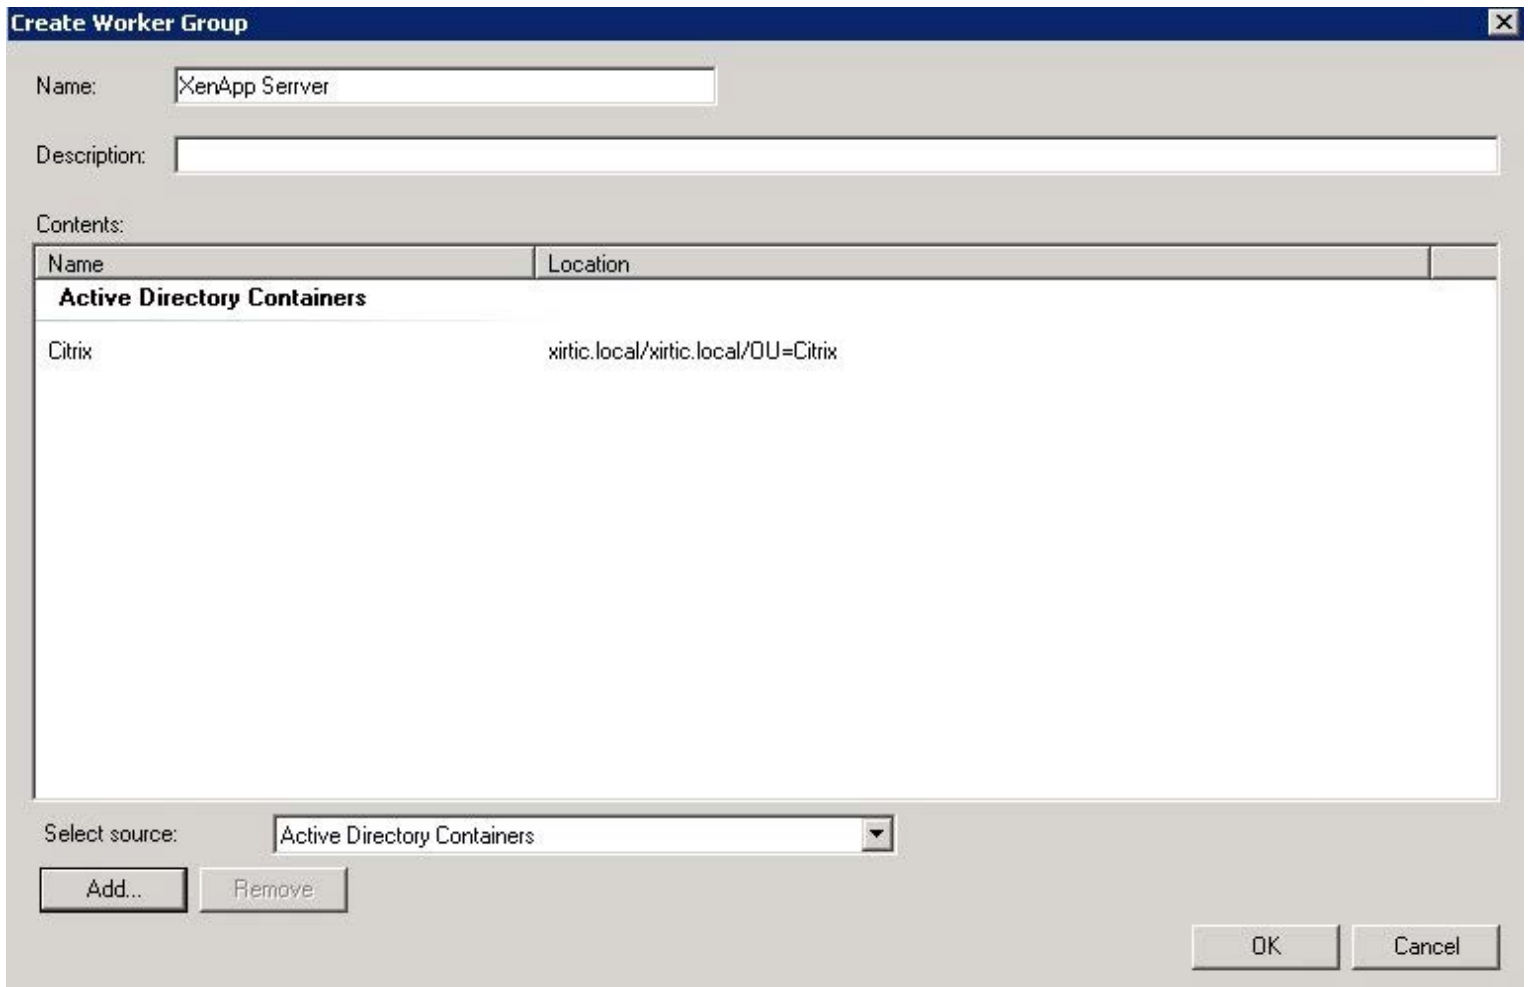 Create Worker Group
Name: XenApp Serrver
Description:
Contents:
Name Location
Active Directory Containers
Citrix xirtic.local/xirtic.local/OU=Citrix
Select source: Active Directory Containers
Add... Remove
OK Cancel